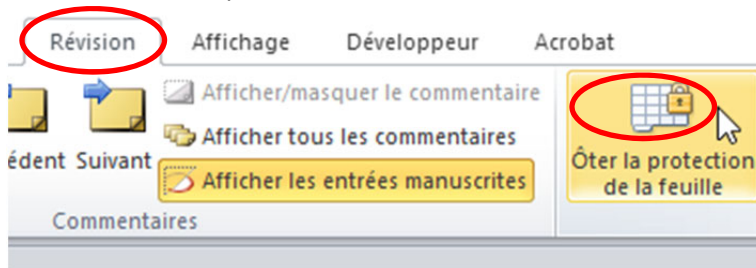 Révision Affichage Développeur Acrobat
Afficher/masquer le commentaire
Afficher tous les commentaires
édent Suivant
Afficher les entrées manuscrites
Commentaires
Ôter la protection
de la feuille